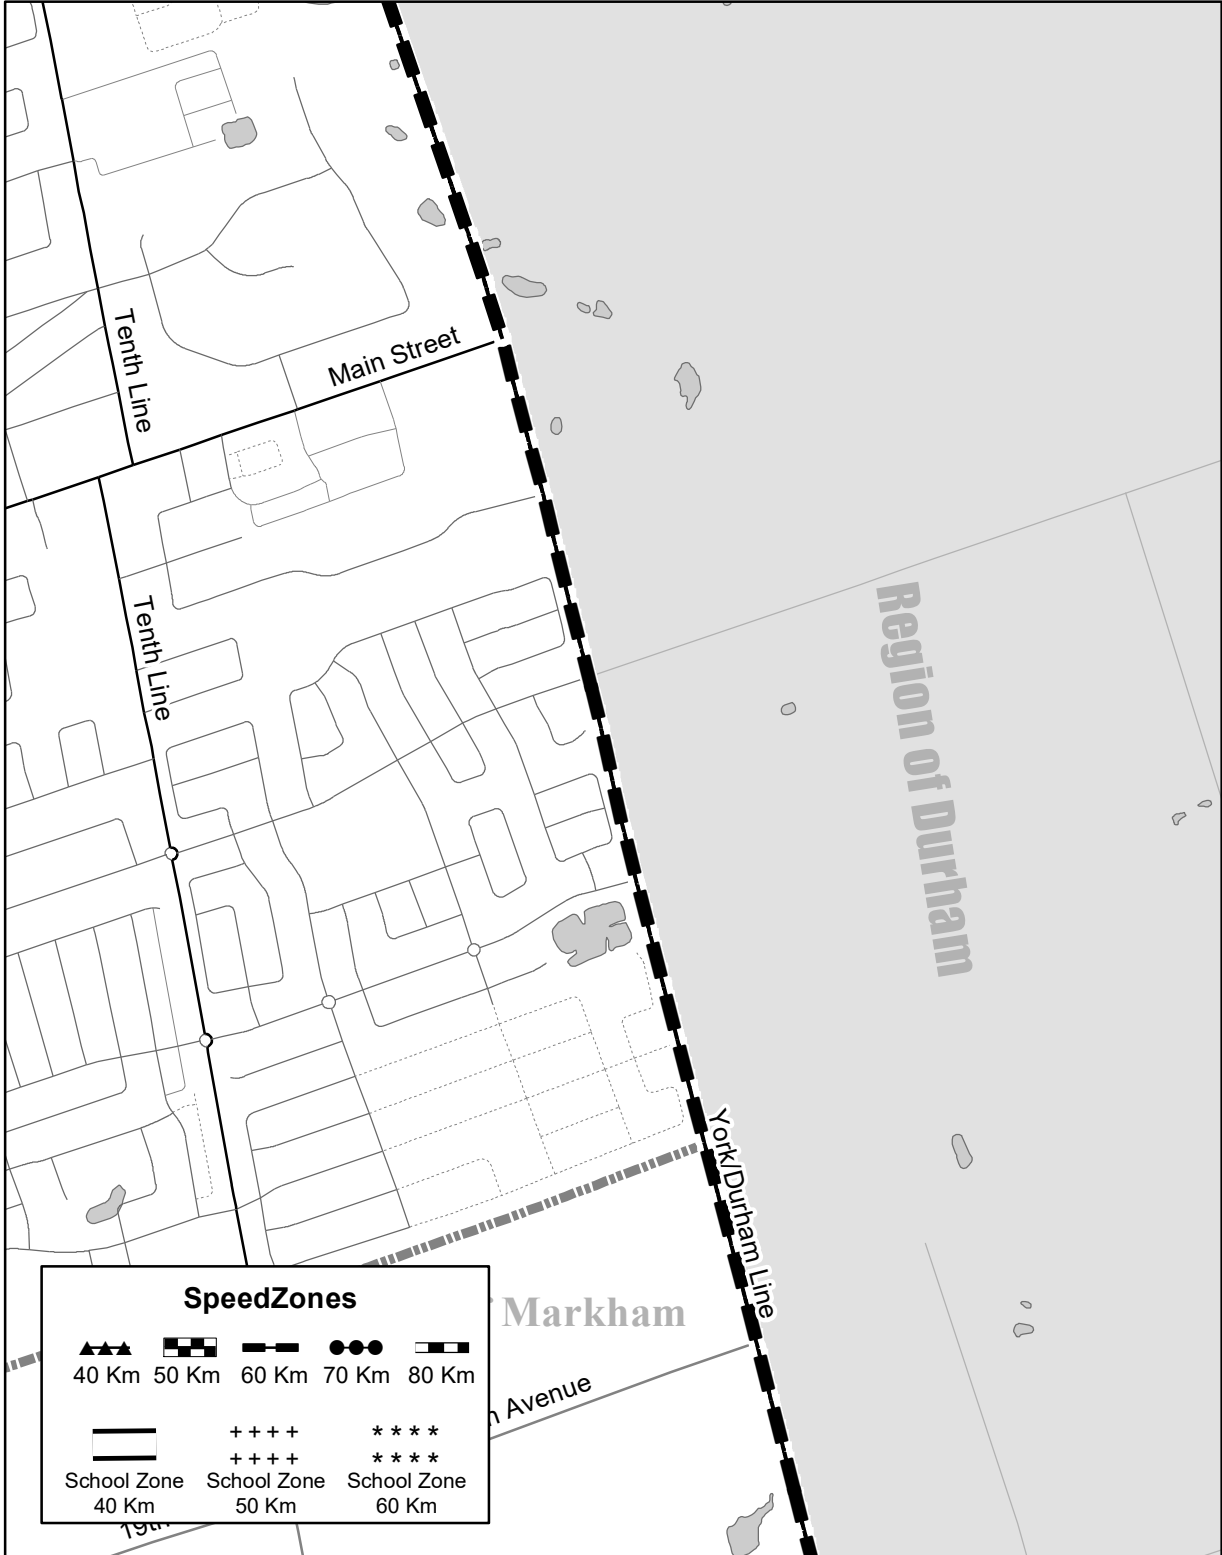 Tenth Line
Main Street
Tenth Line
Region of Durham
York/Durham Line
Markham
Avenue
19th
SpeedZones
40 Km 50 Km 60 Km 70 Km 80 Km
++++ ****
++++ ****
School Zone School Zone School Zone
40 Km 50 Km 60 Km